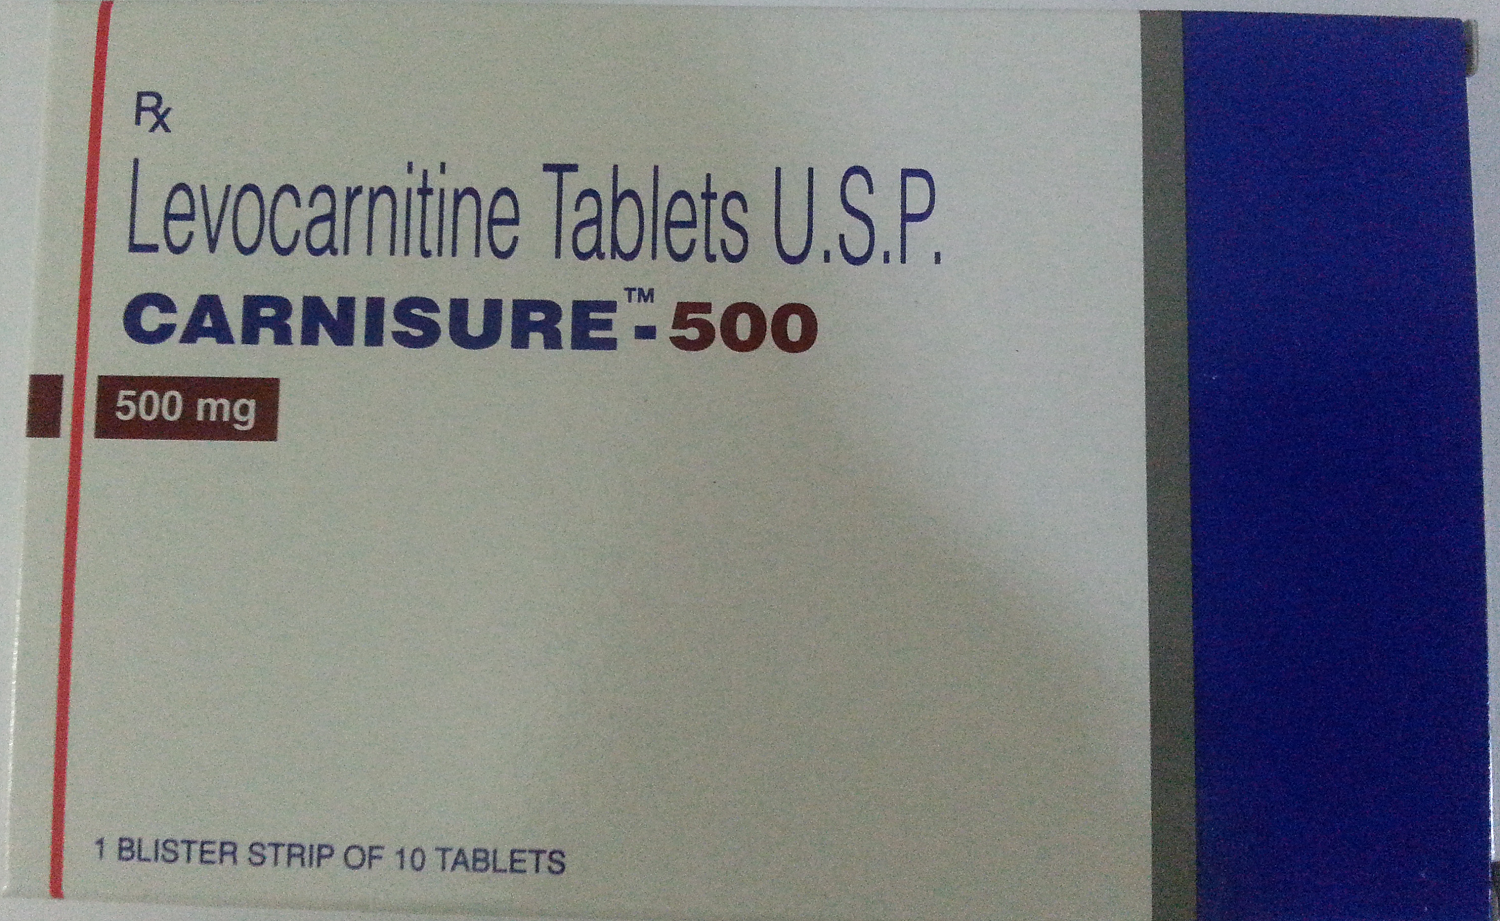 Rx
Levocarnitine Tablets U.S.P.
CARNISURE™-500
500 mg
1 BLISTER STRIP OF 10 TABLETS